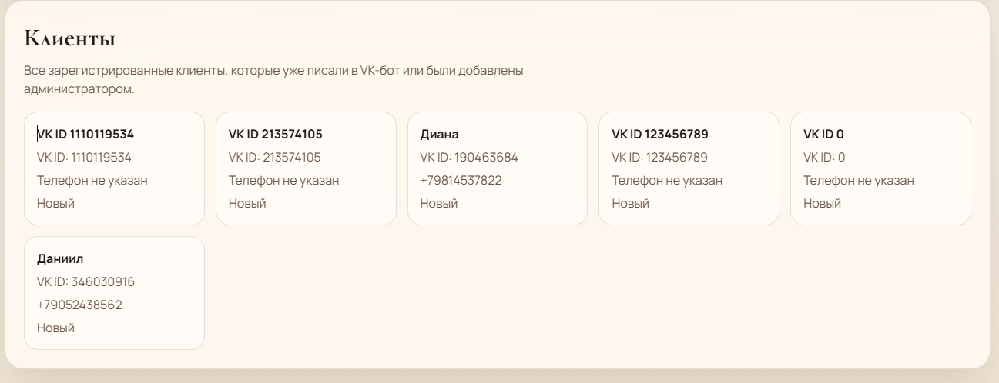 Клиенты
Все зарегистрированные клиенты, которые уже писали в VK-бот или были добавлены
администратором.
VK ID 1110119534
VK ID: 1110119534
Телефон не указан
Новый
VK ID 213574105
VK ID: 213574105
Телефон не указан
Новый
Диана
VK ID: 190463684
+79814537822
Новый
VK ID 123456789
VK ID: 123456789
Телефон не указан
Новый
VK ID 0
VK ID: 0
Телефон не указан
Новый
Даниил
VK ID: 346030916
+79052438562
Новый